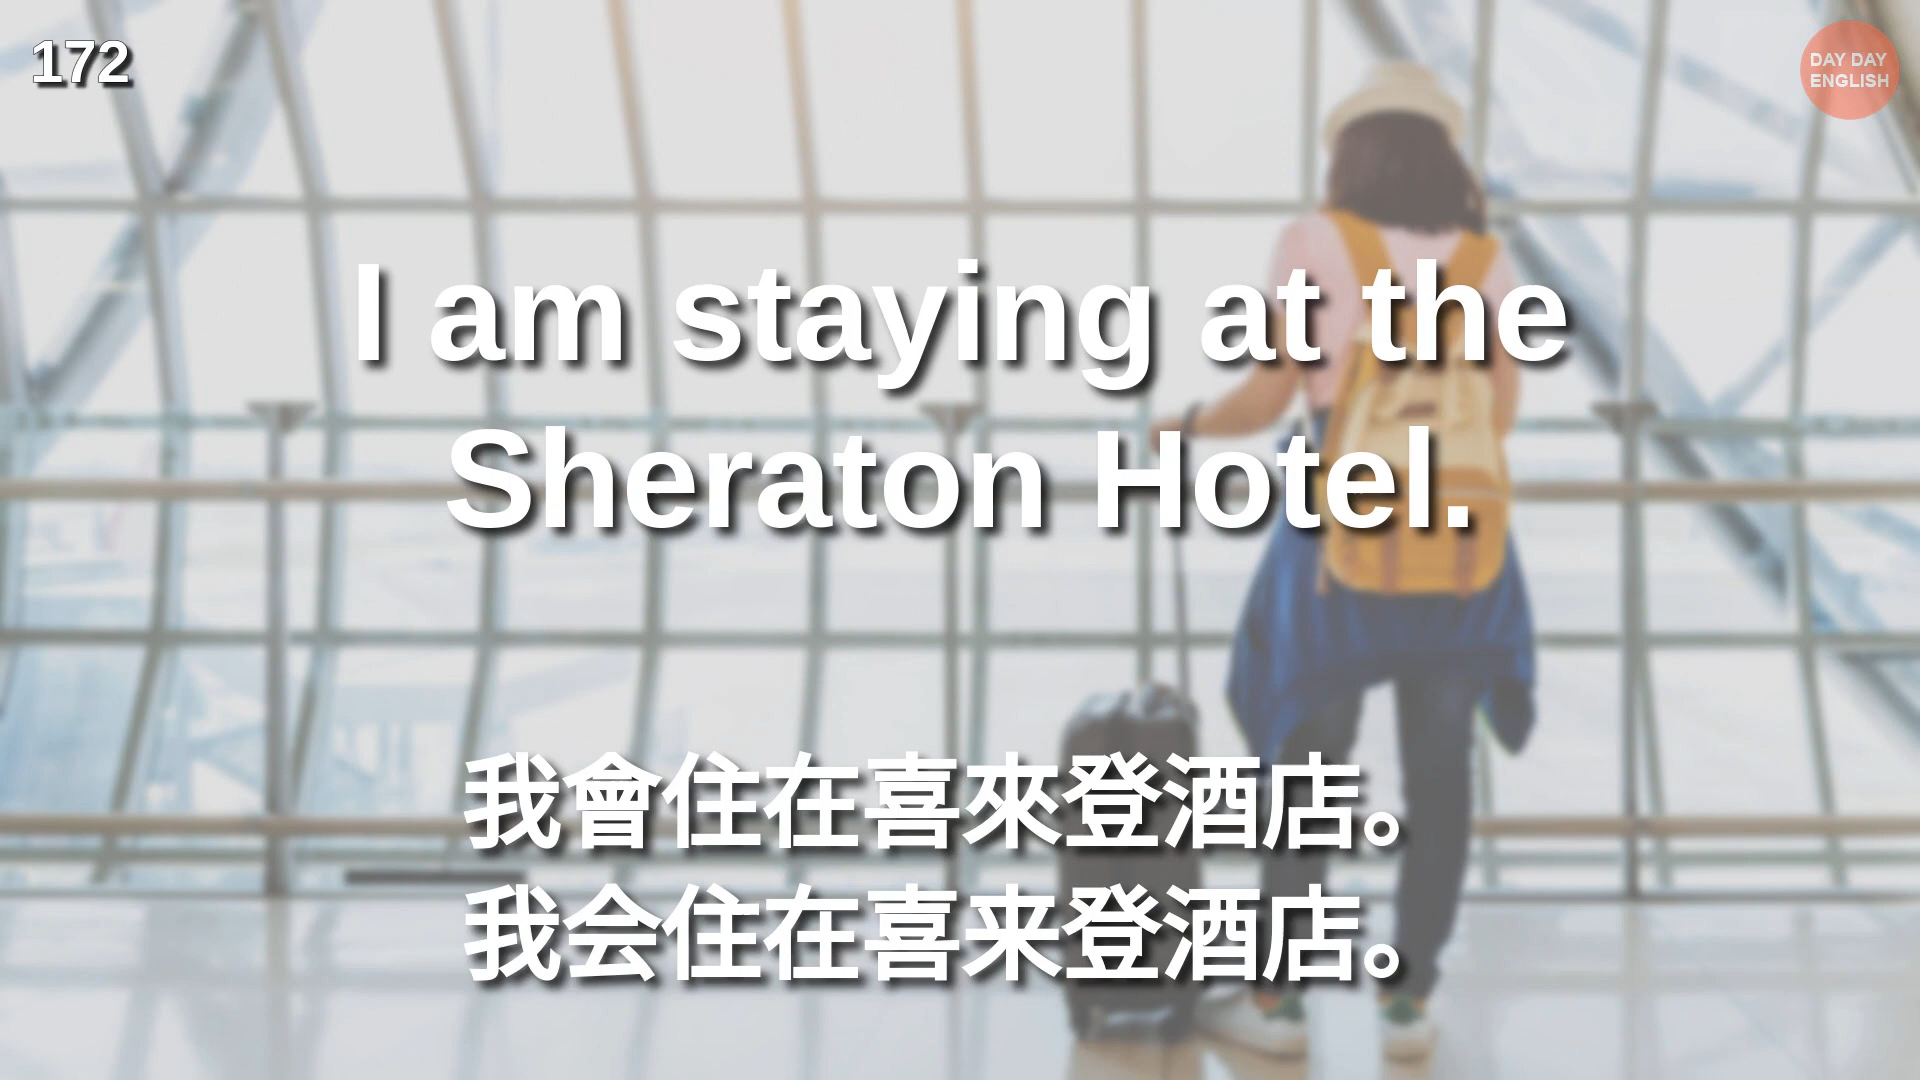 172
DAY DAY
ENGLISH
I am staying at the
Sheraton Hotel.
我會住在喜來登酒店。
我会住在喜来登酒店。